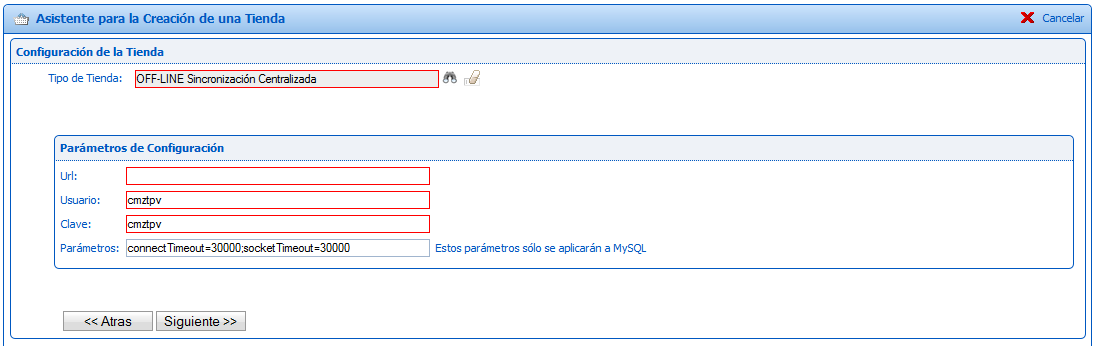 Asistente para la Creación de una Tienda
Cancelar
Configuración de la Tienda
Tipo de Tienda: OFF-LINE Sincronización Centralizada
Parámetros de Configuración
Url:
Usuario: cmztpv
Clave: cmztpv
Parámetros: connectTimeout=30000;socketTimeout=30000 Estos parámetros sólo se aplicarán a MySQL
<< Atras Siguiente >>